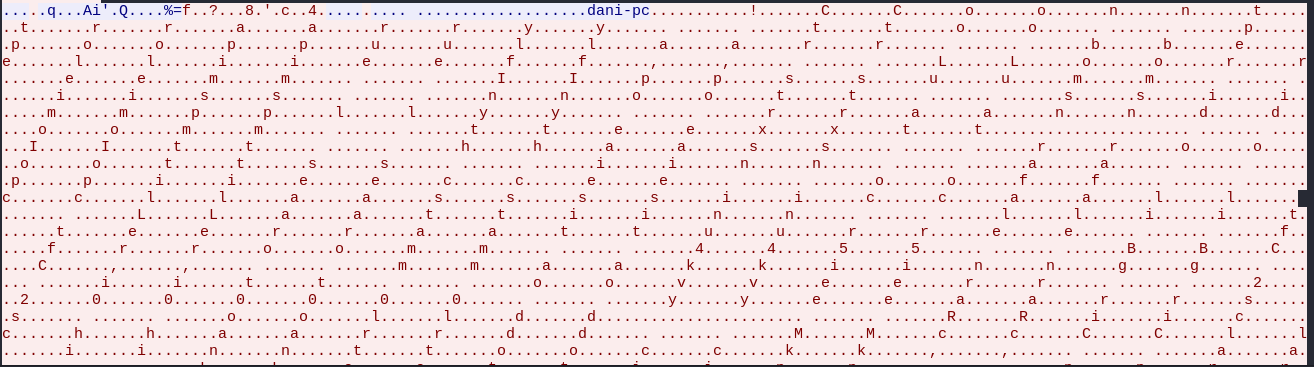 .....q...Ai'.Q....%=f..?...8.'.c..4..... .... ...................dani-pc...........!.......C.......C.......o.......o.......n.......n.......t.....
..t.......r.......r.......a.......a.......r.......r.......y.......y....... ....... .......t.......t.......o.......o....... ....... .......p......
.p.......o.......o.......p.......p.......u.......u.......l.......l.......a.......a.......r.......r....... ....... .......b.......b.......e.......
e.......l.......l.......i.......i.......e.......e.......f.......f.......,.......,....... ....... .......L.......L.......o.......o.......r.......r
.......e.......e.......m.......m....... ....... .......I.......I.......p.......p.......s.......s.......u.......u.......m.......m....... .......
......i.......i.......s.......s....... ....... .......n.......n.......o.......o.......t.......t....... ....... .......s.......s.......i.......i..
.....m.......m.......p.......p.......l.......l.......y.......y....... ....... .......r.......r.......a.......a.......n.......n.......d.......d...
....o.......o.......m.......m....... ....... .......t.......t.......e.......e.......x.......x.......t.......t............... ....... ....... ....
...I.......I.......t.......t....... ....... .......h.......h.......a.......a.......s.......s....... ....... .......r.......r.......o.......o.....
..o.......o.......t.......t.......s.......s....... ....... .......i.......i.......n.......n....... ....... .......a.......a....... ....... ......
.p.......p.......i.......i.......e.......e.......c.......c.......e.......e....... ....... .......o.......o.......f.......f....... ....... .......
c.......c.......l.......l.......a.......a.......s.......s.......s.......s.......i.......i.......c.......c.......a.......a.......l.......l.......
....... .......L.......L.......a.......a.......t.......t.......i.......i.......n.......n....... ....... .......l.......l.......i.......i.......t.
......t.......e.......e.......r.......r.......a.......a.......t.......t.......u.......u.......r.......r.......e.......e....... ....... .......f..
.....f.......r.......r.......o.......o.......m.......m....... ....... .......4.......4.......5.......5....... ....... .......B.......B.......C...
....C.......,.......,....... ....... .......m.......m.......a.......a.......k.......k.......i.......i.......n.......n.......g.......g....... ....
... .......i.......i.......t.......t....... ....... .......o.......o.......v.......v.......e.......e.......r.......r....... ....... .......2.....
..2.......0.......0.......0.......0.......0.......0....... ....... .......y.......y.......e.......e.......a.......a.......r.......r.......s......
.s....... ....... .......o.......o.......l.......l.......d.......d............... ....... ....... .......R.......R.......i.......i.......c.......
c.......h.......h.......a.......a.......r.......r.......d.......d....... ....... .......M.......M.......c.......c.......C.......C.......l.......l
.......i.......i.......n.......n.......t.......t.......o.......o.......c.......c.......k.......k.......,.......,....... ....... .......a.......a.